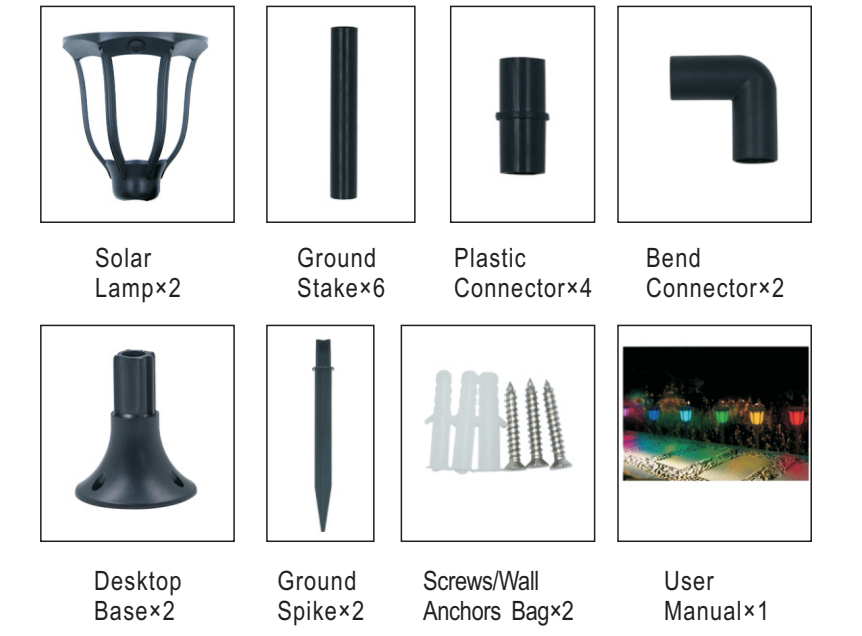 Solar
Lamp×2
Ground
Stake×6
Plastic
Connector×4
Bend
Connector×2
Desktop
Base×2
Ground
Spike×2
Screws/Wall
Anchors Bag×2
User
Manual×1